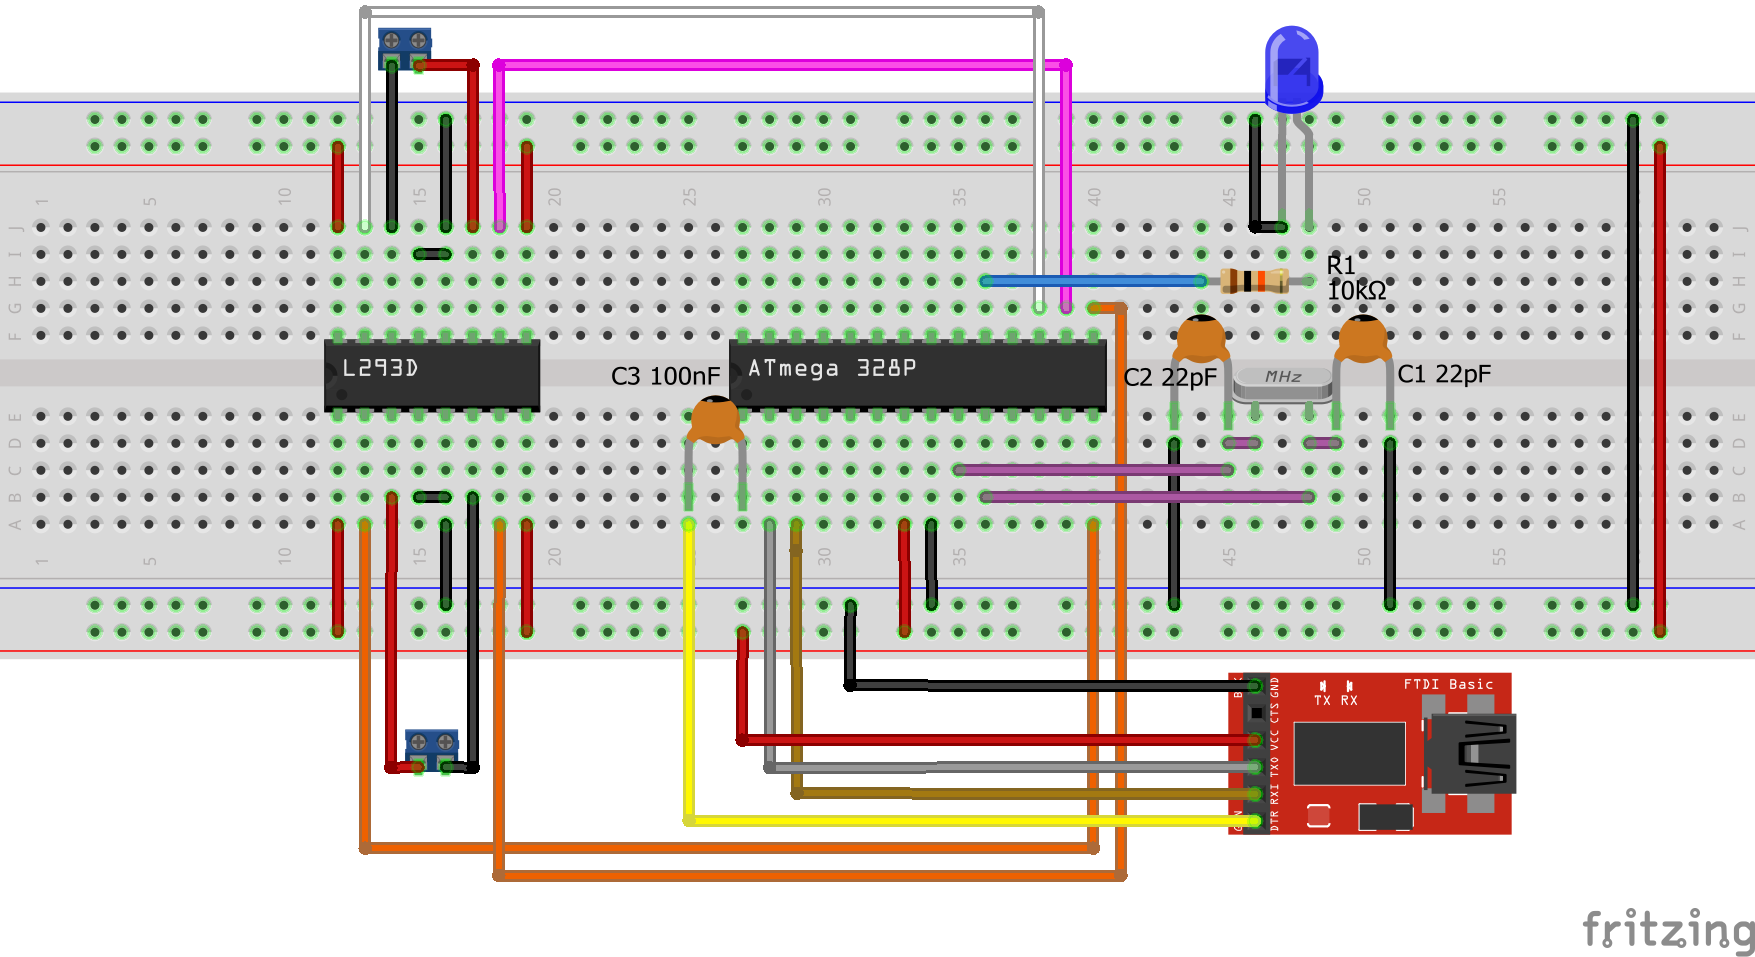 1 5 10 15 20 25 30 35 40 45 50 55
J
I
H
G
F
J
I
H
G
F
R1
10kΩ
L293D
ATmega 328P
C3 100nF
C2 22pF
MHz
C1 22pF
E
D
C
B
A
E
D
C
B
A
1 5 10 15 20 25 30 35 45 50 55
GND
CTS
VCC
TXO
RXI
DTR
TX RX
FTDI Basic
fritzing